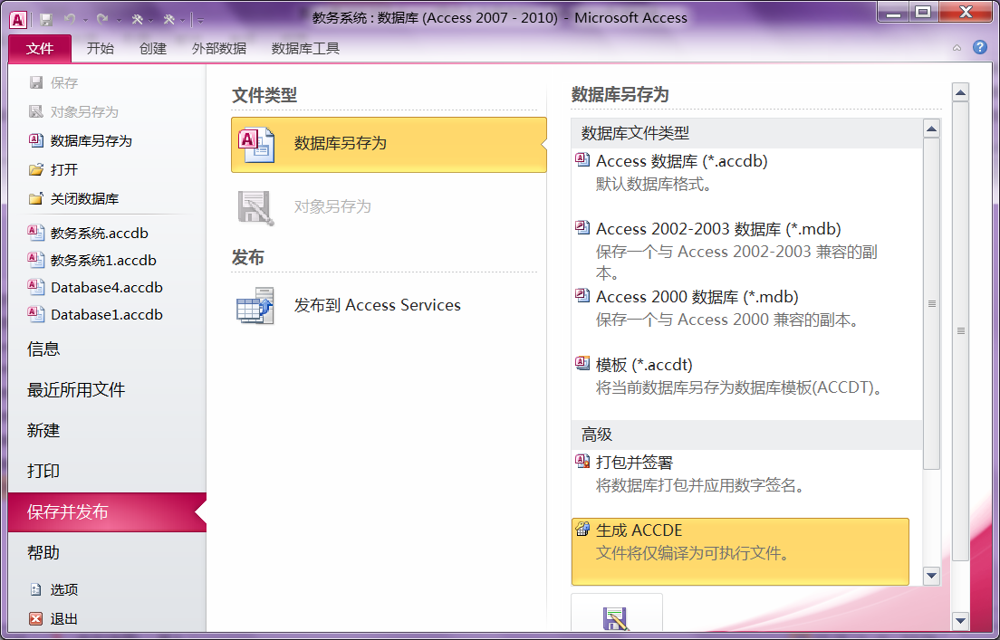 教务系统 : 数据库 (Access 2007 - 2010) - Microsoft Access
文件 开始 创建 外部数据 数据库工具
保存
对象另存为
数据库另存为
打开
关闭数据库
教务系统.accdb
教务系统1.accdb
Database4.accdb
Database1.accdb
信息
最近所用文件
新建
打印
保存并发布
帮助
选项
退出
文件类型
数据库另存为
对象另存为
发布
发布到 Access Services
数据库另存为
数据库文件类型
Access 数据库 (*.accdb)
默认数据库格式。
Access 2002-2003 数据库 (*.mdb)
保存一个与 Access 2002-2003 兼容的副
本。
Access 2000 数据库 (*.mdb)
保存一个与 Access 2000 兼容的副本。
模板 (*.accdt)
将当前数据库另存为数据库模板(ACCDT)。
高级
打包并签署
将数据库打包并应用数字签名。
生成 ACCDE
文件将仅编译为可执行文件。